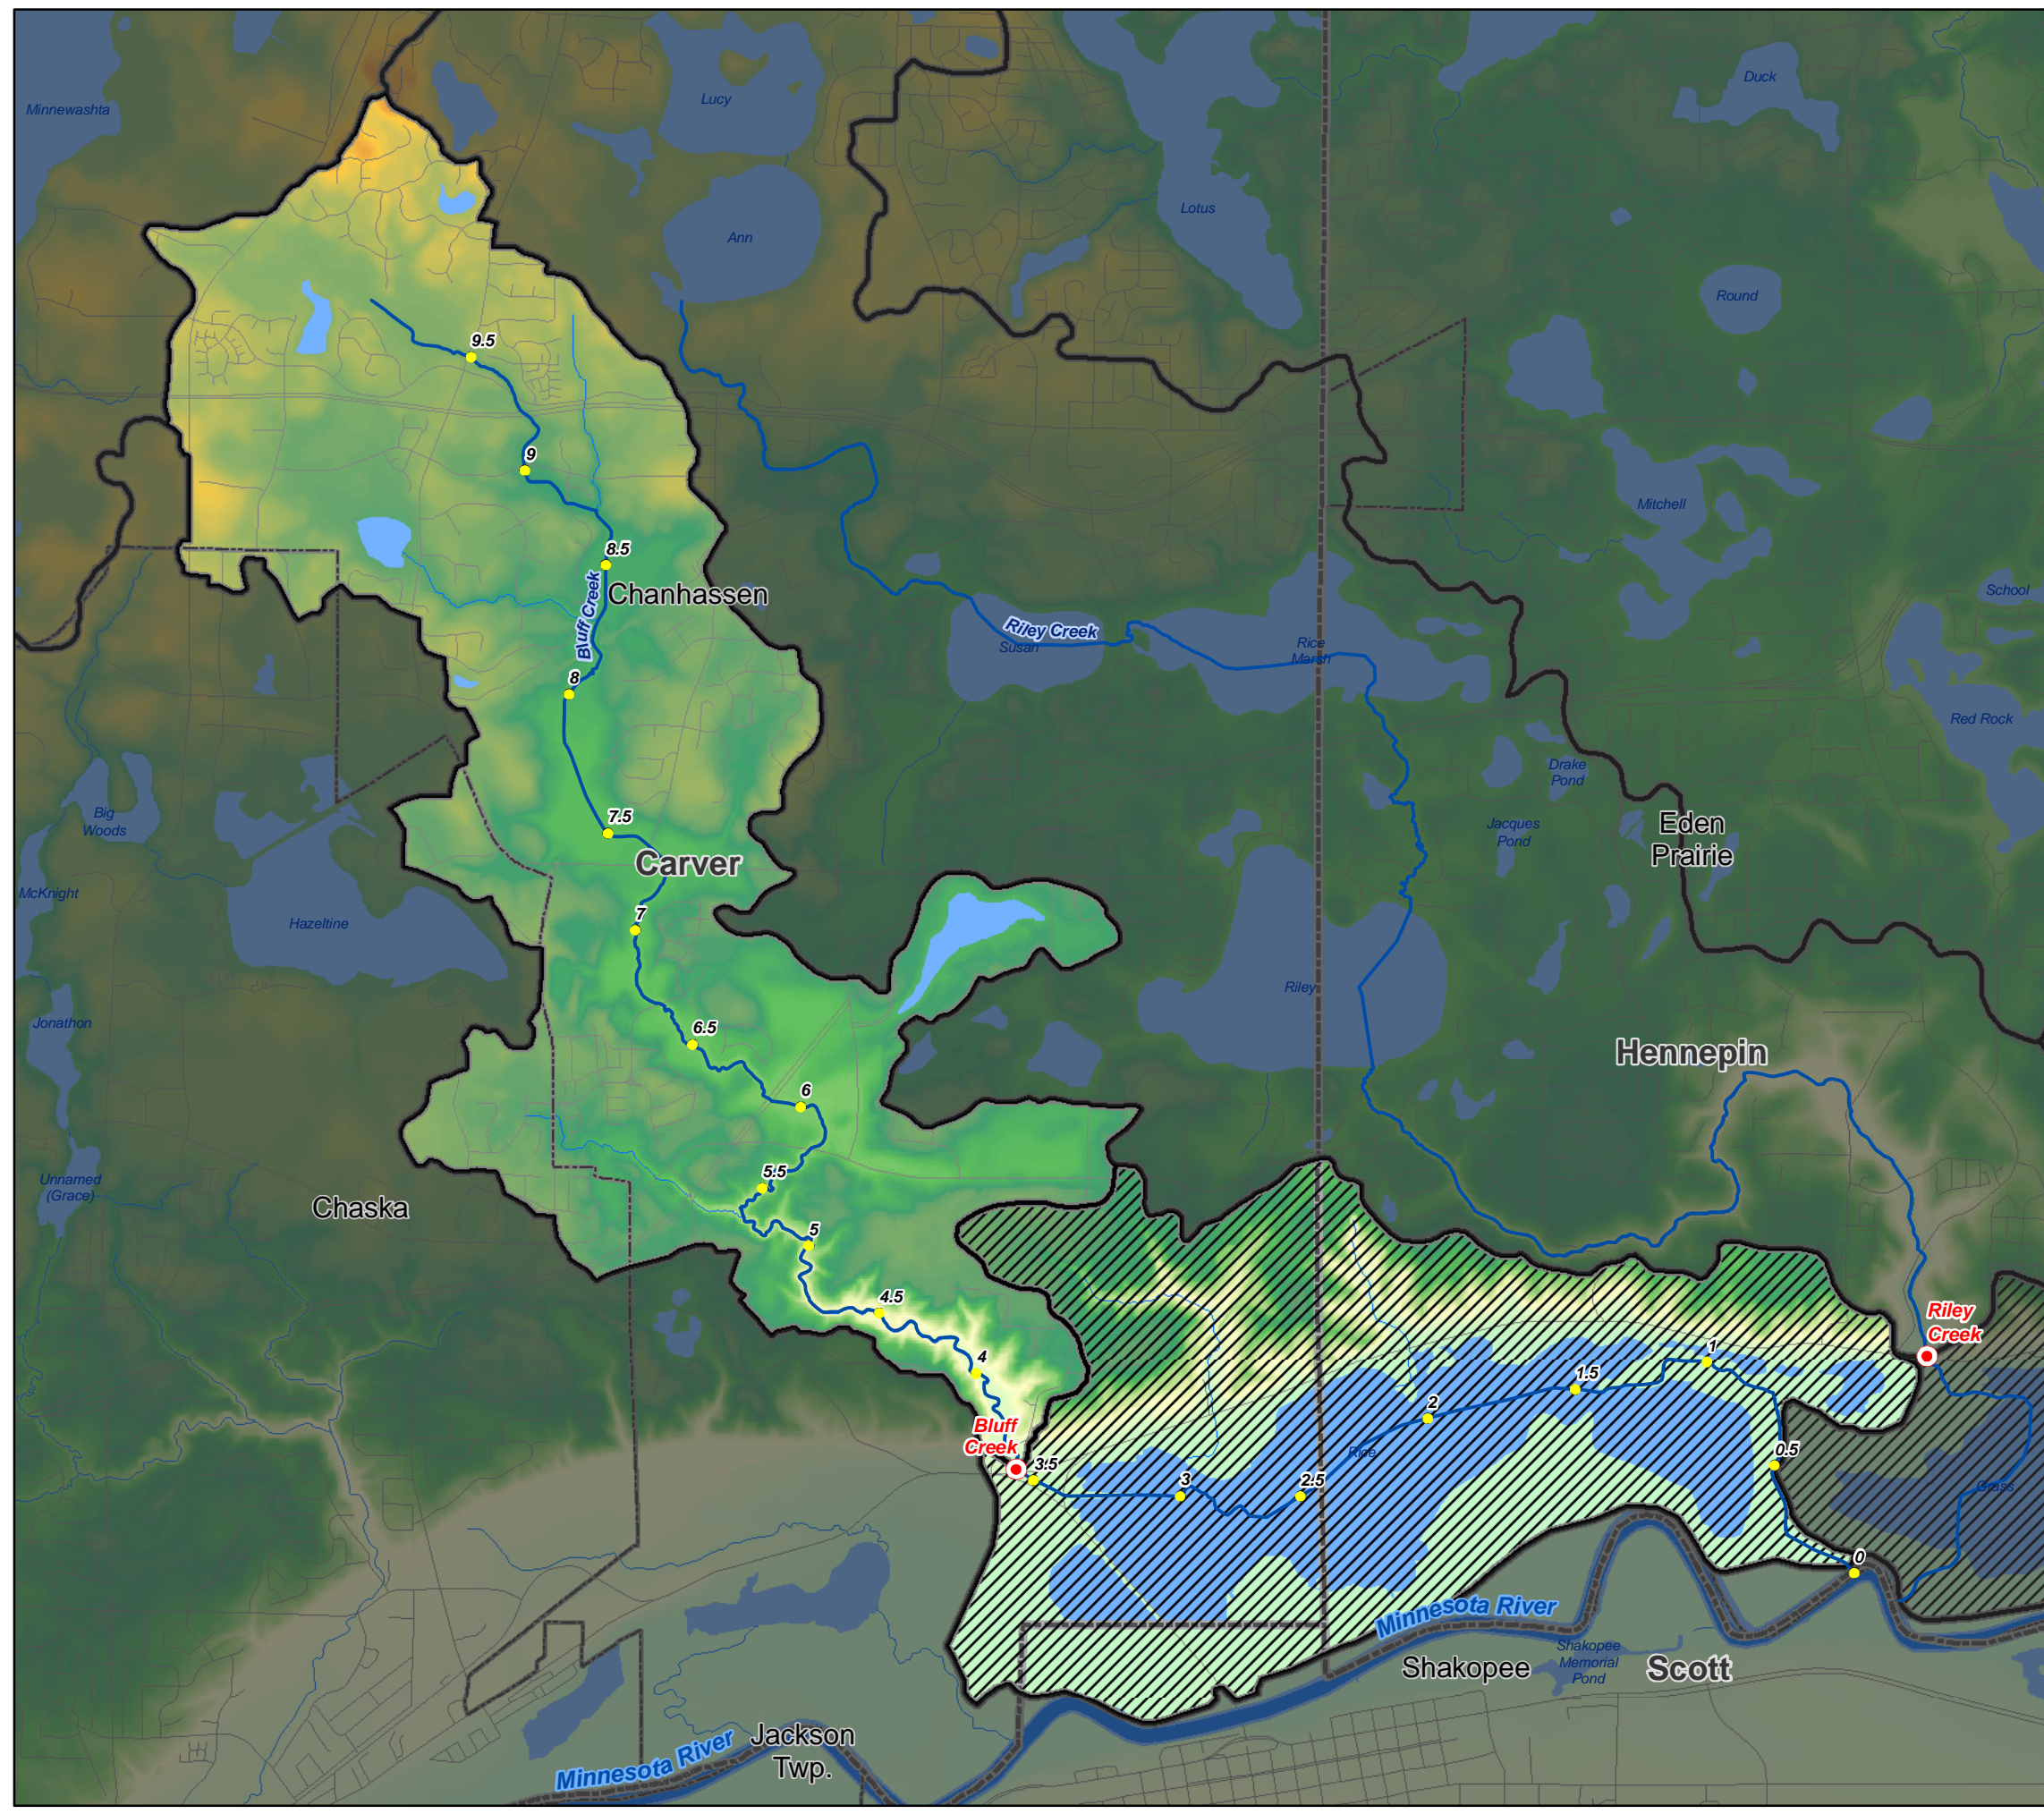 Duck
Minnewashta
Lucy
Lotus
Ann
Round
9.5
9
Mitchell
8.5
Chanhassen
Bluff Creek
School
Riley Creek
Susan
Rice
Marsh
8
Red Rock
Drake
Pond
Big
Woods
7.5
Jacques
Pond
Eden
Prairie
Carver
McKnight
7
Hazeltine
Riley
Jonathon
6.5
Hennepin
6
5.5
Unnamed
(Grace)
Chaska
5
4.5
Riley
Creek
4
1
1.5
2
Bluff
Creek
Rice
0.5
3.5
3
2.5
Grass
0
Minnesota River
Shakopee
Shakopee
Memorial
Pond
Scott
Jackson
Twp.
Minnesota River